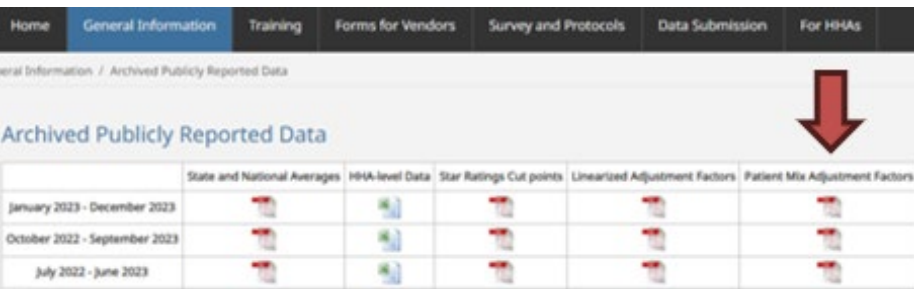 Home General Information Training Forms for Vendors Survey and Protocols Data Submission For HHAs
eral Information / Archived Publicly Reported Data
Archived Publicly Reported Data
State and National Averages HHA-level Data Star Ratings Cut points Linearized Adjustment Factors Patient Mix Adjustment Factors
January 2023 - December 2023
October 2022 - September 2023
July 2022 - June 2023